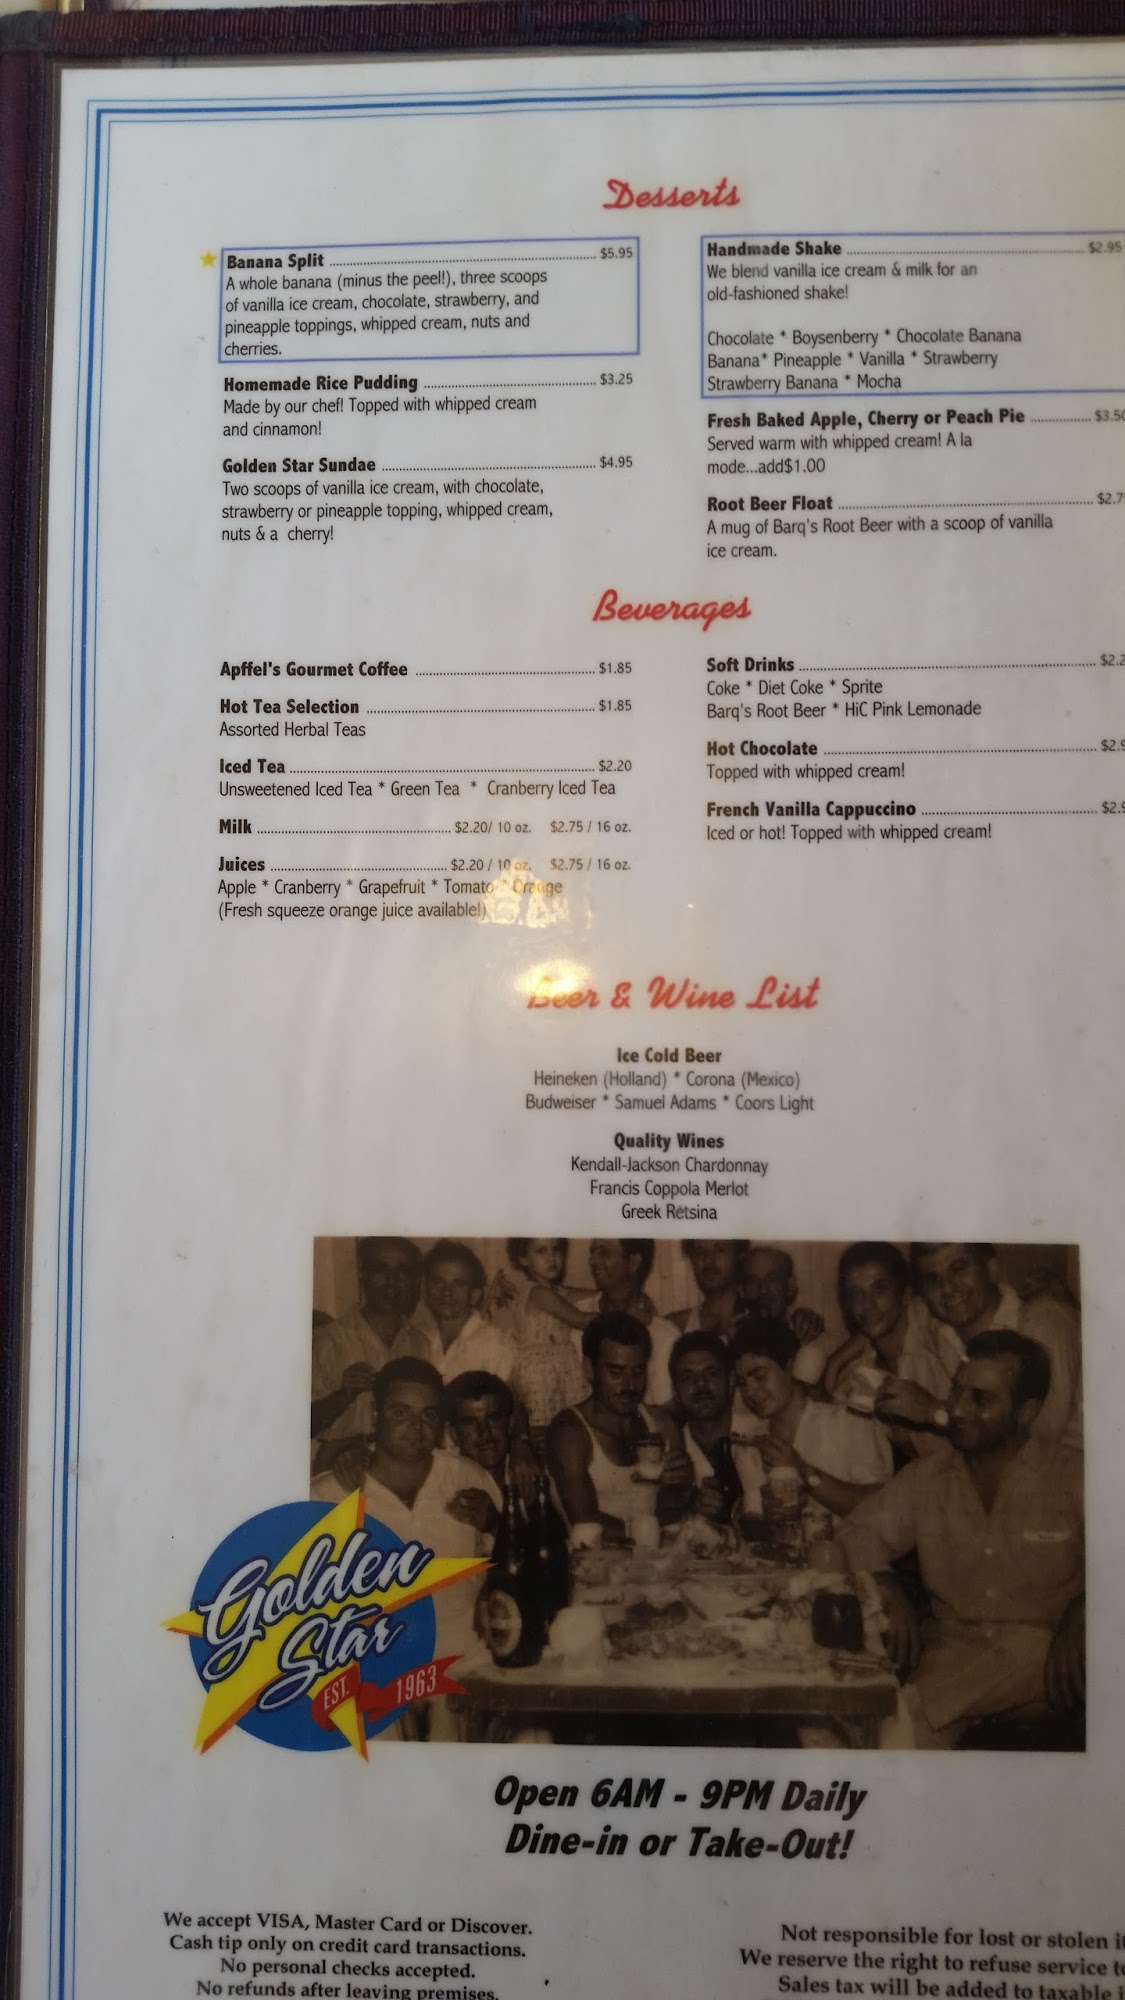 Desserts
Banana Split ........ $5.95
A whole banana (minus the peel!), three scoops
of vanilla ice cream, chocolate, strawberry, and
pineapple toppings, whipped cream, nuts and
cherries.
Homemade Rice Pudding ........ $3.25
Made by our chef! Topped with whipped cream
and cinnamon!
Golden Star Sundae ........ $4.95
Two scoops of vanilla ice cream, with chocolate,
strawberry or pineapple topping, whipped cream,
nuts & a cherry!
Handmade Shake ........ $2.95
We blend vanilla ice cream & milk for an
old-fashioned shake!
Chocolate * Boysenberry * Chocolate Banana
Banana* Pineapple * Vanilla * Strawberry
Strawberry Banana * Mocha
Fresh Baked Apple, Cherry or Peach Pie ........ $3.50
Served warm with whipped cream! A la
mode...add$1.00
Root Beer Float ........
A mug of Barq's Root Beer with a scoop of vanilla
ice cream.
Beverages
Apffel's Gourmet Coffee ........ $1.85
Hot Tea Selection ........ $1.85
Assorted Herbal Teas
Iced Tea ........ $2.20
Unsweetened Iced Tea * Green Tea * Cranberry Iced Tea
Milk ........ $2.20/ 10 oz. $2.75 / 16 oz.
Juices ........ $2.20 / 10 oz. $2.75 / 16 oz.
Apple * Cranberry * Grapefruit * Tomato * Orange
(Fresh squeeze orange juice available!)
Soft Drinks ........
Coke * Diet Coke * Sprite
Barq's Root Beer * HiC Pink Lemonade
Hot Chocolate ........
Topped with whipped cream!
French Vanilla Cappuccino ........
Iced or hot! Topped with whipped cream!
Beer & Wine List
Ice Cold Beer
Heineken (Holland) * Corona (Mexico)
Budweiser * Samuel Adams * Coors Light
Quality Wines
Kendall-Jackson Chardonnay
Francis Coppola Merlot
Greek Retsina
Golden
Star
EST. 1963
Open 6AM - 9PM Daily
Dine-in or Take-Out!
We accept VISA, Master Card or Discover.
Cash tip only on credit card transactions.
No personal checks accepted.
No refunds after leaving premises.
Not responsible for lost or stolen
We reserve the right to refuse service
Sales tax will be added to taxable